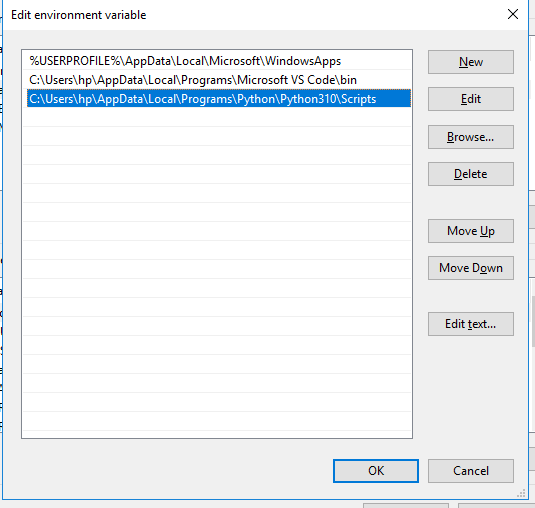 Edit environment variable
%USERPROFILE%\AppData\Local\Microsoft\WindowsApps
C:\Users\hp\AppData\Local\Programs\Microsoft VS Code\bin
C:\Users\hp\AppData\Local\Programs\Python\Python310\Scripts
New
Edit
Browse...
Delete
Move Up
Move Down
Edit text...
OK
Cancel